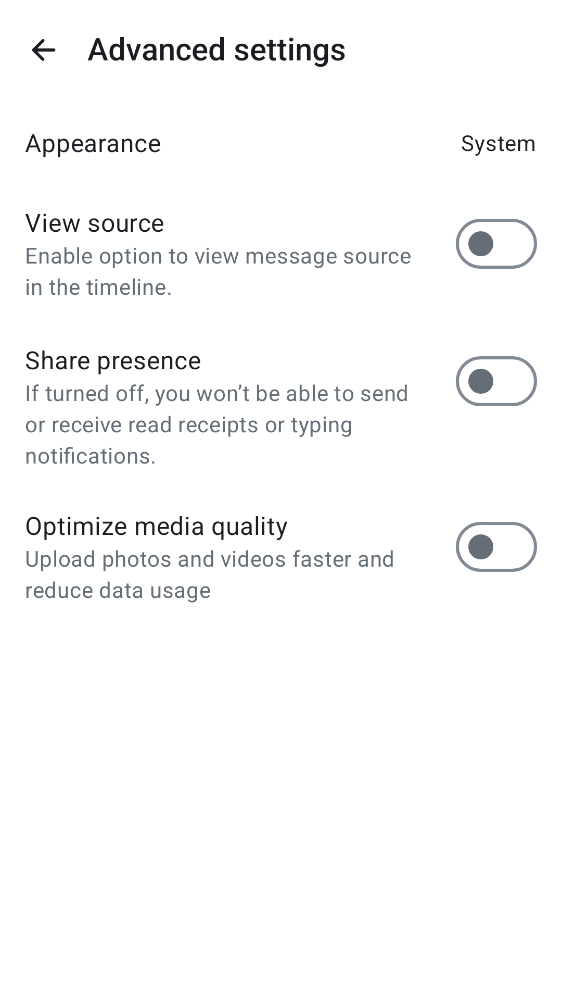 Advanced settings
Appearance
System
View source
Enable option to view message source
in the timeline.
Share presence
If turned off, you won’t be able to send
or receive read receipts or typing
notifications.
Optimize media quality
Upload photos and videos faster and
reduce data usage